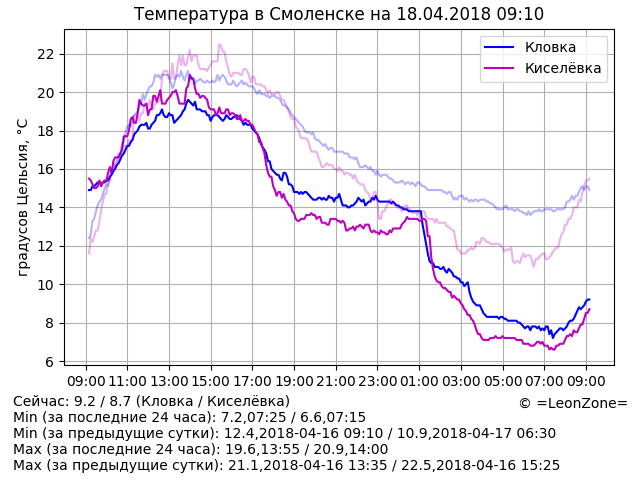 Температура в Смоленске на 18.04.2018 09:10
Кловка
Киселёвка
градусов Цельсия, °C
22
20
18
16
14
12
10
8
6
09:00 11:00 13:00 15:00 17:00 19:00 21:00 23:00 01:00 03:00 05:00 07:00 09:00
Сейчас: 9.2 / 8.7 (Кловка / Киселёвка)
© =LeonZone=
Min (за последние 24 часа): 7.2,07:25 / 6.6,07:15
Min (за предыдущие сутки): 12.4,2018-04-16 09:10 / 10.9,2018-04-17 06:30
Max (за последние 24 часа): 19.6,13:55 / 20.9,14:00
Max (за предыдущие сутки): 21.1,2018-04-16 13:35 / 22.5,2018-04-16 15:25